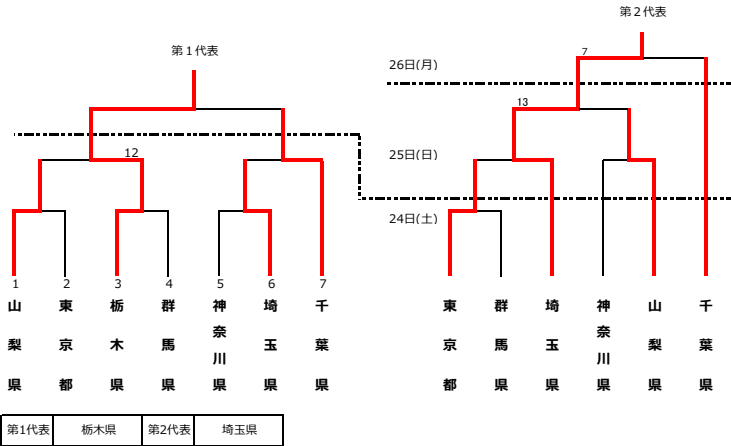 第２代表
第１代表
7
26日(月)
13
12
25日(日)
24日(土)
1 2 3 4 5 6 7
山梨県 東京都 栃木県 群馬県 神奈川県 埼玉県 千葉県
東京都 群馬県 埼玉県 神奈川県 山梨県 千葉県
第1代表 栃木県 第2代表 埼玉県